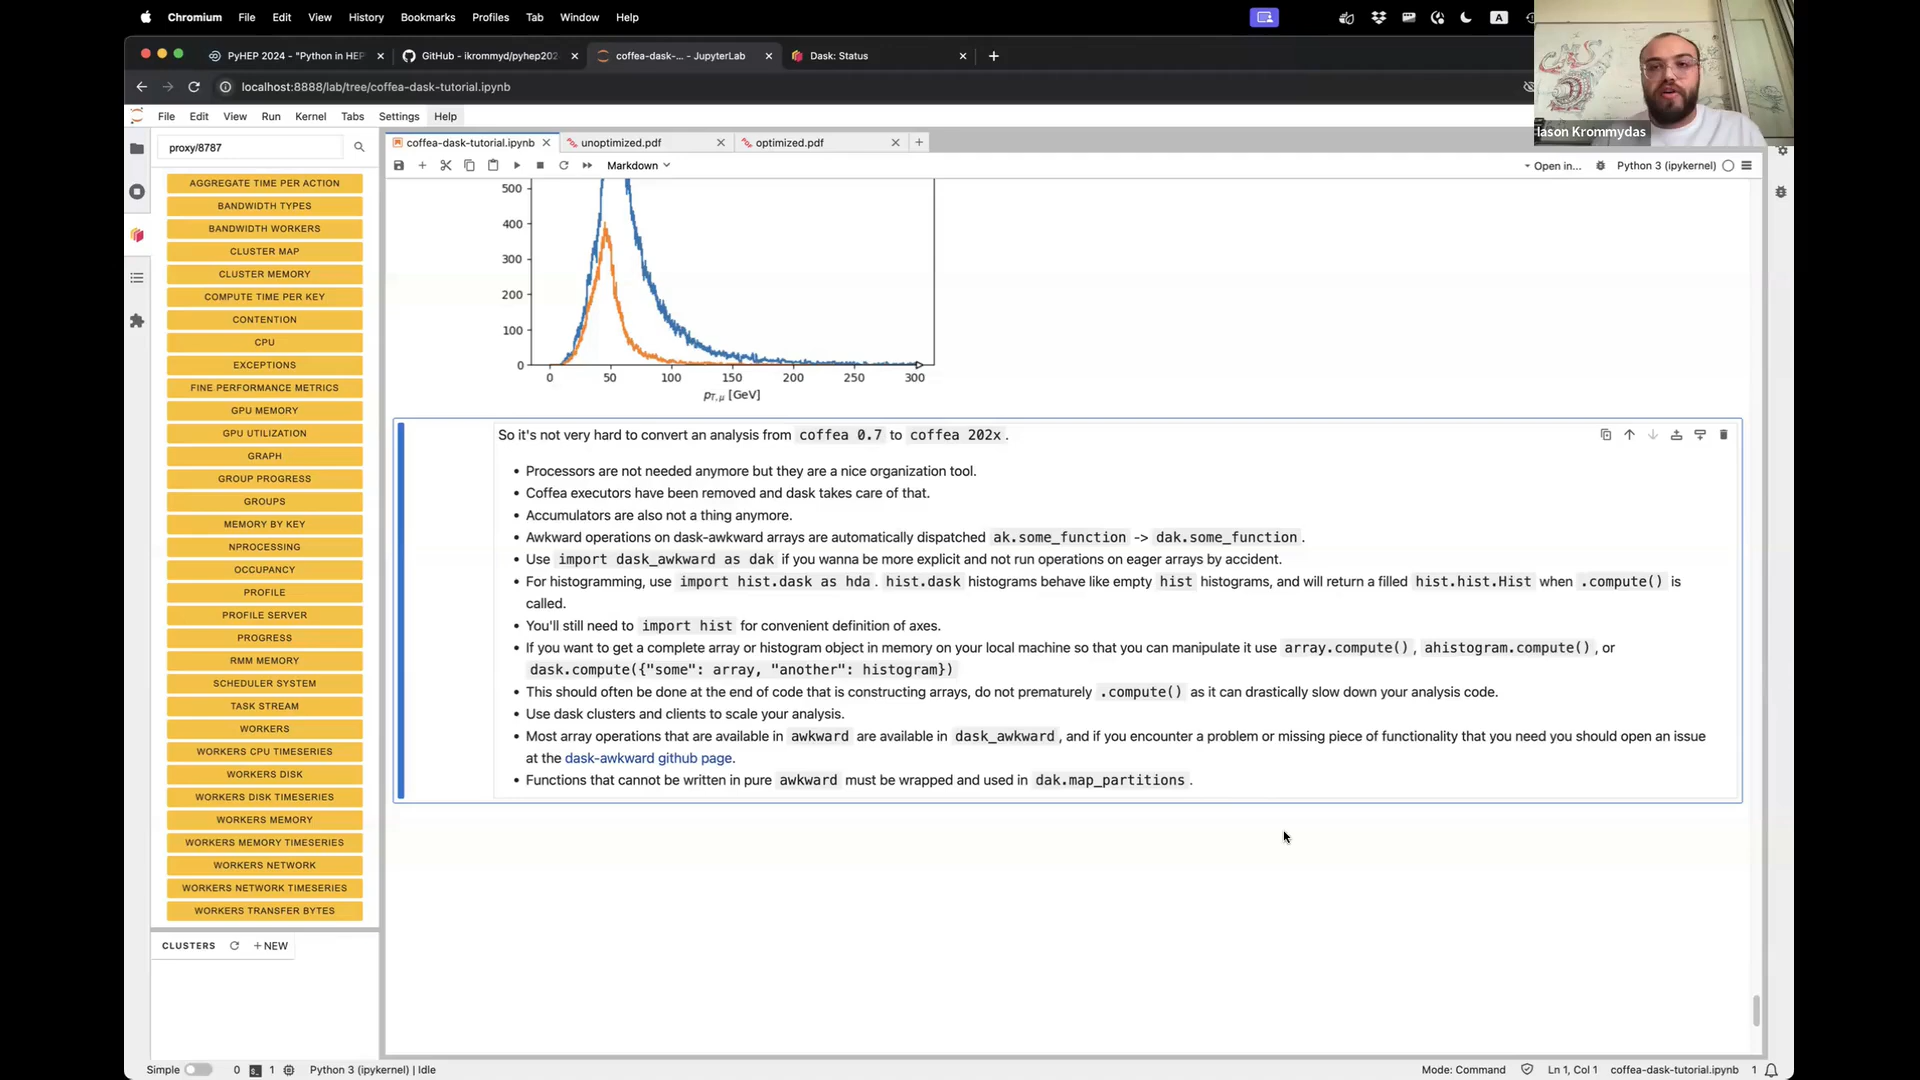 Chromium File Edit View History Bookmarks Profiles Tab Window Help
A
PyHEP 2024 - "Python in HEP
GitHub - ikrommyd/pyhep202
coffea-dask-... - JupyterLab
Dask: Status
localhost:8888/lab/tree/coffea-dask-tutorial.ipynb
Iason Krommydas
File Edit View Run Kernel Tabs Settings Help
proxy/8787
coffea-dask-tutorial.ipynb
unoptimized.pdf
optimized.pdf
Markdown
Open in...
Python 3 (ipykernel)
AGGREGATE TIME PER ACTION
BANDWIDTH TYPES
BANDWIDTH WORKERS
CLUSTER MAP
CLUSTER MEMORY
COMPUTE TIME PER KEY
CONTENTION
CPU
EXCEPTIONS
FINE PERFORMANCE METRICS
GPU MEMORY
GPU UTILIZATION
GRAPH
GROUP PROGRESS
GROUPS
MEMORY BY KEY
NPROCESSING
OCCUPANCY
PROFILE
PROFILE SERVER
PROGRESS
RMM MEMORY
SCHEDULER SYSTEM
TASK STREAM
WORKERS
WORKERS CPU TIMESERIES
WORKERS DISK
WORKERS DISK TIMESERIES
WORKERS MEMORY
WORKERS MEMORY TIMESERIES
WORKERS NETWORK
WORKERS NETWORK TIMESERIES
WORKERS TRANSFER BYTES
CLUSTERS + NEW
500
400
300
200
100
0
0 50 100 150 200 250 300
pT,μ [GeV]
So it's not very hard to convert an analysis from coffea 0.7 to coffea 202x.
• Processors are not needed anymore but they are a nice organization tool.
• Coffea executors have been removed and dask takes care of that.
• Accumulators are also not a thing anymore.
• Awkward operations on dask-awkward arrays are automatically dispatched ak.some_function -> dak.some_function.
• Use import dask_awkward as dak if you wanna be more explicit and not run operations on eager arrays by accident.
• For histogramming, use import hist.dask as hda. hist.dask histograms behave like empty hist histograms, and will return a filled hist.hist.Hist when .compute() is
called.
• You'll still need to import hist for convenient definition of axes.
• If you want to get a complete array or histogram object in memory on your local machine so that you can manipulate it use array.compute(), ahistogram.compute(), or
dask.compute({"some": array, "another": histogram})
• This should often be done at the end of code that is constructing arrays, do not prematurely .compute() as it can drastically slow down your analysis code.
• Use dask clusters and clients to scale your analysis.
• Most array operations that are available in awkward are available in dask_awkward, and if you encounter a problem or missing piece of functionality that you need you should open an issue
at the dask-awkward github page.
• Functions that cannot be written in pure awkward must be wrapped and used in dak.map_partitions.
Simple 0 1 Python 3 (ipykernel) | Idle
Mode: Command Ln 1, Col 1 coffea-dask-tutorial.ipynb 1